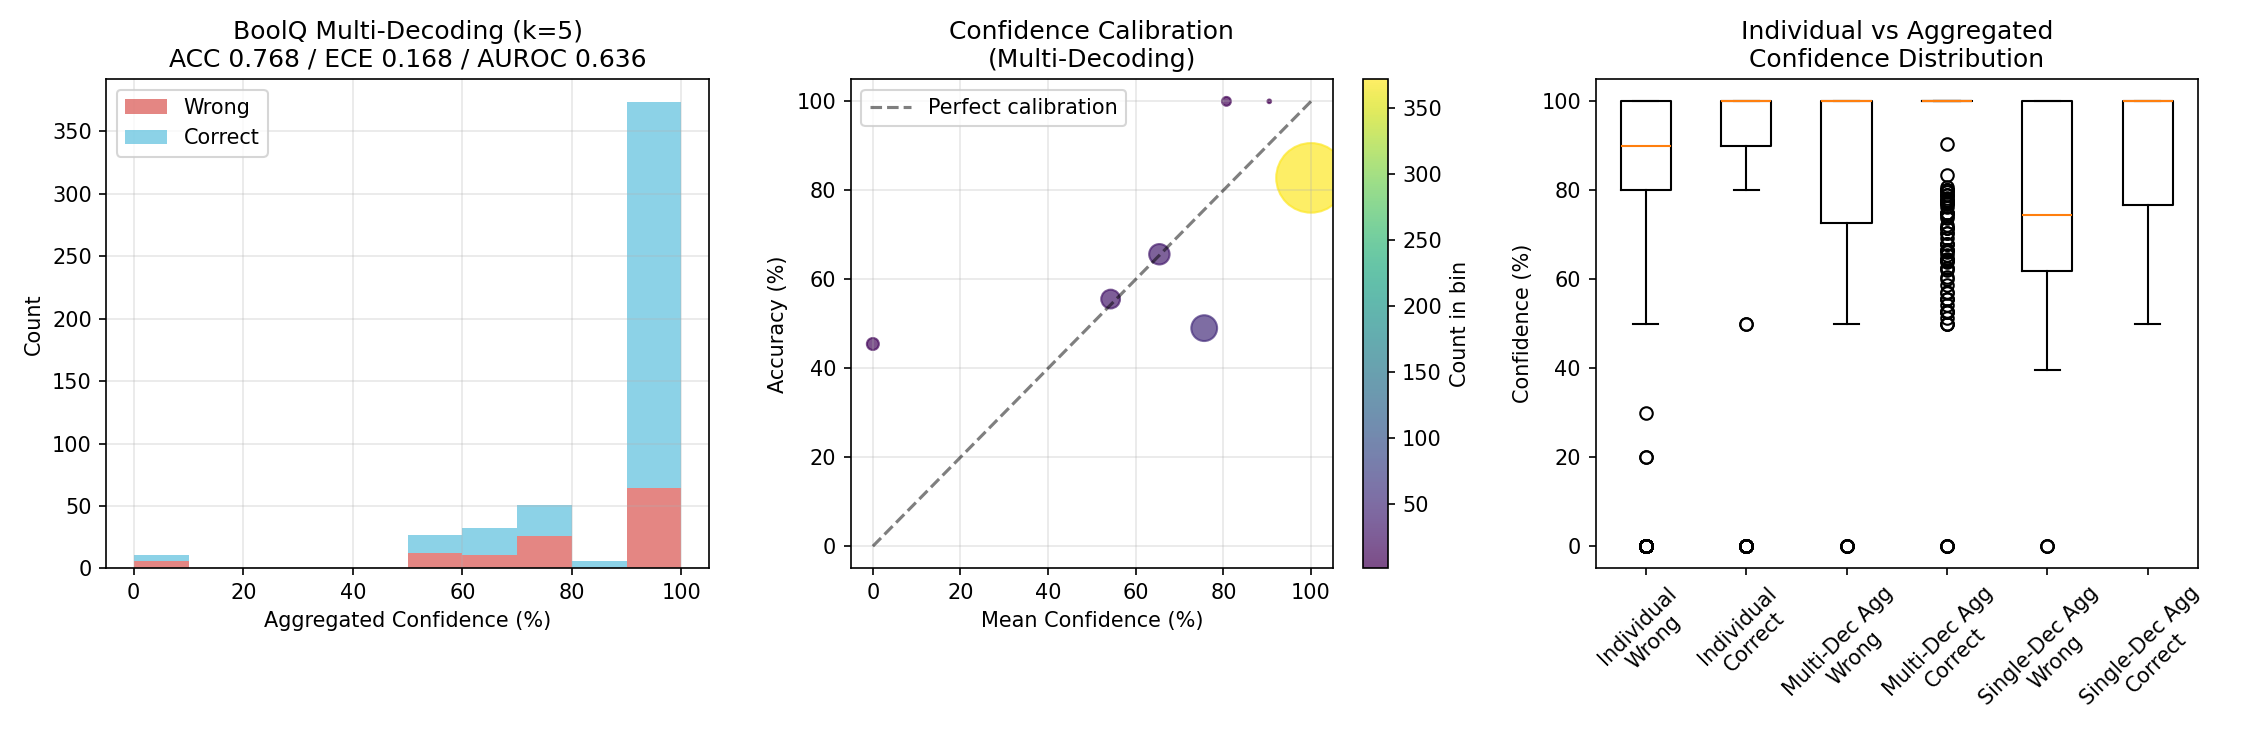 BoolQ Multi-Decoding (k=5)
ACC 0.768 / ECE 0.168 / AUROC 0.636
Wrong
Correct
350
300
250
200
150
100
50
0
Count
0 20 40 60 80 100
Aggregated Confidence (%)
Confidence Calibration
(Multi-Decoding)
Perfect calibration
100
80
60
40
20
0
Accuracy (%)
0 20 40 60 80 100
Mean Confidence (%)
350
300
250
200
150
100
50
Count in bin
Individual vs Aggregated
Confidence Distribution
100
80
60
40
20
0
Confidence (%)
Individual
Wrong
Individual
Correct
Multi-Dec Agg
Wrong
Multi-Dec Agg
Correct
Single-Dec Agg
Wrong
Single-Dec Agg
Correct